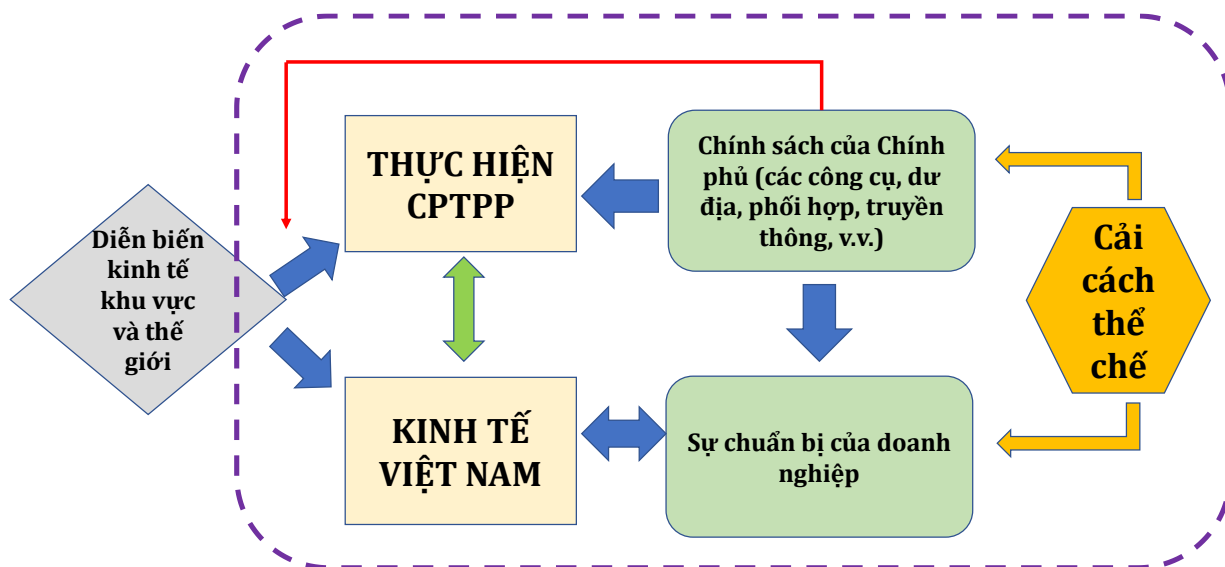 THỰC HIỆN
CPTPP
Chính sách của Chính
phủ (các công cụ, dư
địa, phối hợp, truyền
thông, v.v.)
Diễn biến
kinh tế
khu vực
và thế
giới
Cải
cách
thể
chế
KINH TẾ
VIỆT NAM
Sự chuẩn bị của doanh
nghiệp